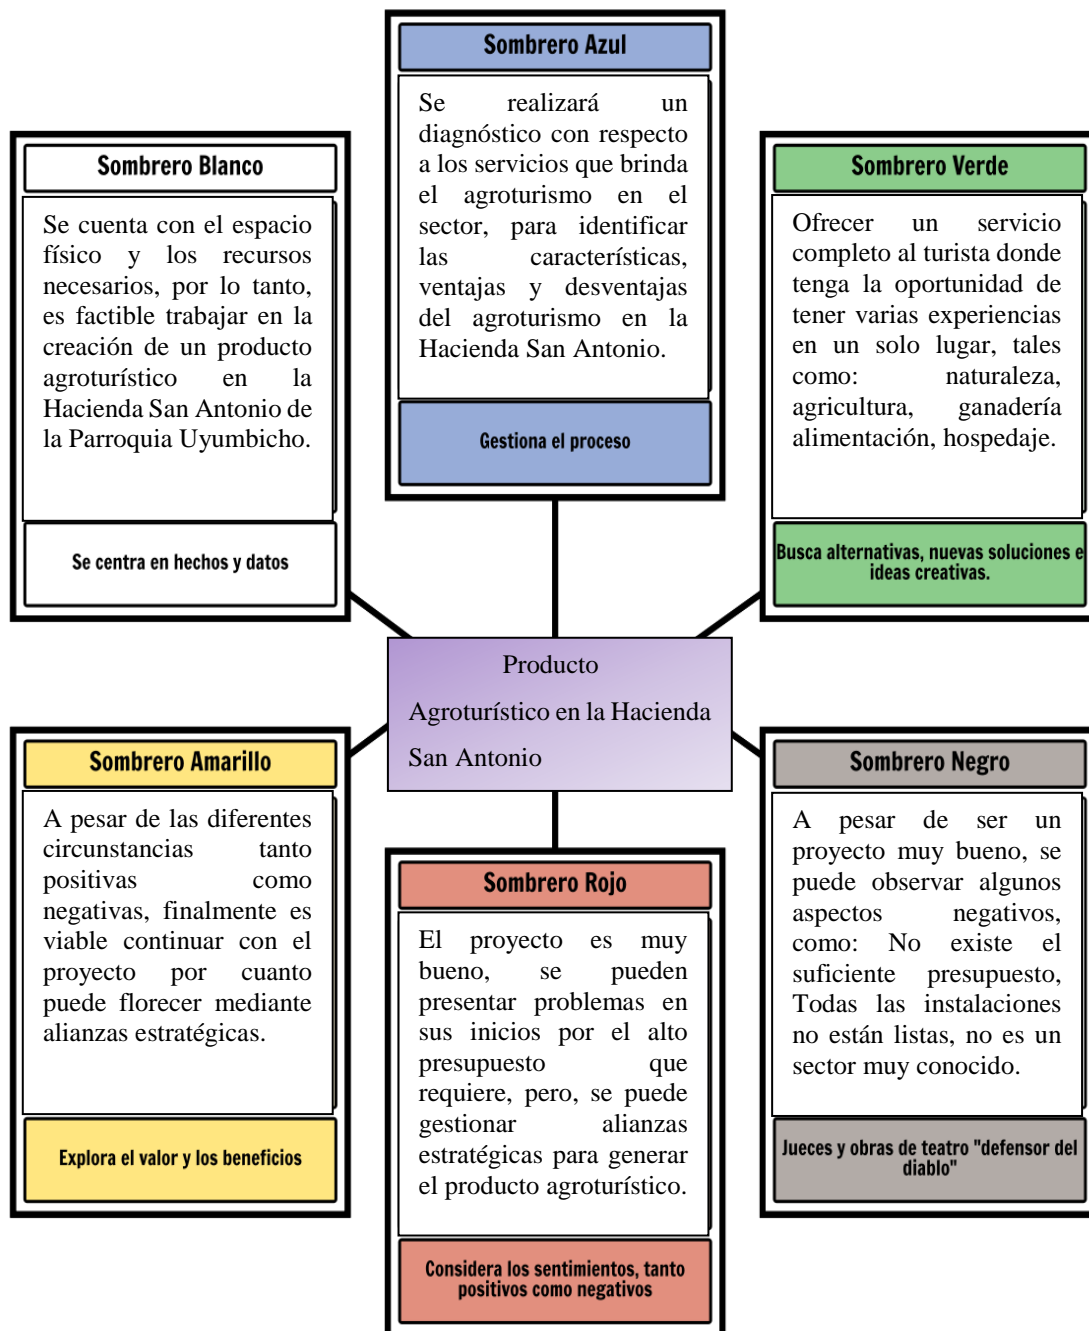 Sombrero Azul
Se realizará un
diagnóstico con respecto
a los servicios que brinda
el agroturismo en el
sector, para identificar
las características,
ventajas y desventajas
del agroturismo en la
Hacienda San Antonio.
Gestiona el proceso
Sombrero Blanco
Se cuenta con el espacio
físico y los recursos
necesarios, por lo tanto,
es factible trabajar en la
creación de un producto
agroturístico en la
Hacienda San Antonio de
la Parroquia Uyumbicho.
Se centra en hechos y datos
Sombrero Verde
Ofrecer un servicio
completo al turista donde
tenga la oportunidad de
tener varias experiencias
en un solo lugar, tales
como: naturaleza,
agricultura, ganadería
alimentación, hospedaje.
Busca alternativas, nuevas soluciones e
ideas creativas.
Producto
Agroturístico en la Hacienda
San Antonio
Sombrero Amarillo
A pesar de las diferentes
circunstancias tanto
positivas como
negativas, finalmente es
viable continuar con el
proyecto por cuanto
puede florecer mediante
alianzas estratégicas.
Explora el valor y los beneficios
Sombrero Rojo
El proyecto es muy
bueno, se pueden
presentar problemas en
sus inicios por el alto
presupuesto que
requiere, pero, se puede
gestionar alianzas
estratégicas para generar
el producto agroturístico.
Considera los sentimientos, tanto
positivos como negativos
Sombrero Negro
A pesar de ser un
proyecto muy bueno, se
puede observar algunos
aspectos negativos,
como: No existe el
suficiente presupuesto,
Todas las instalaciones
no están listas, no es un
sector muy conocido.
Jueces y obras de teatro "defensor del
diablo"